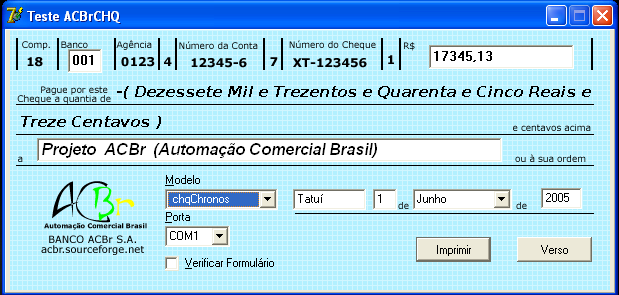 Teste ACBrCHQ
Comp. Banco Agência Número da Conta Número do Cheque R$
18 001 0123 4 12345-6 7 XT-123456 1 17345,13
Pague por este
Cheque a quantia de -( Dezessete Mil e Trezentos e Quarenta e Cinco Reais e
Treze Centavos )
e centavos acima
a Projeto ACBr (Automação Comercial Brasil) ou à sua ordem
Modelo
chqChronos Tatuí 1 de Junho de 2005
Porta
COM1
Verificar Formulário
ACBr
Automação Comercial Brasil
BANCO ACBr S.A.
acbr.sourceforge.net
Imprimir Verso